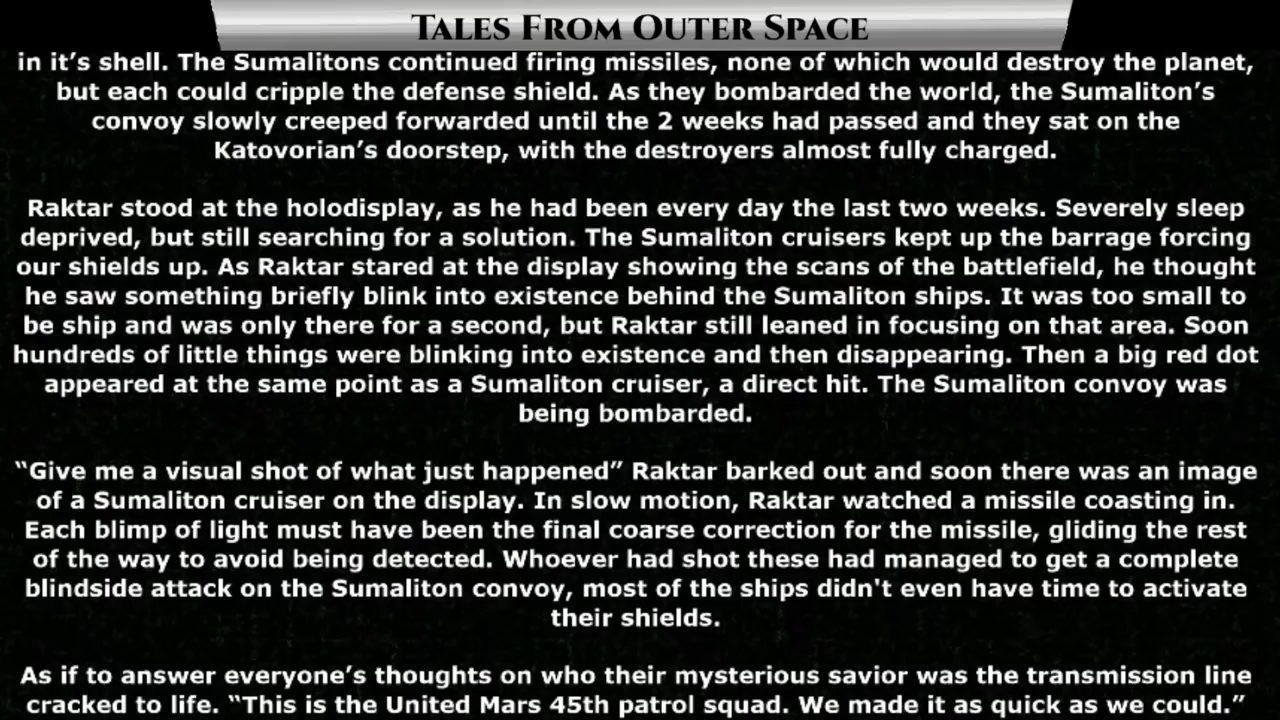 Tales From Outer Space
in it’s shell. The Sumalitons continued firing missiles, none of which would destroy the planet,
but each could cripple the defense shield. As they bombarded the world, the Sumaliton’s
convoy slowly creeped forwarded until the 2 weeks had passed and they sat on the
Katovorian’s doorstep, with the destroyers almost fully charged.
Raktar stood at the holodisplay, as he had been every day the last two weeks. Severely sleep
deprived, but still searching for a solution. The Sumaliton cruisers kept up the barrage forcing
our shields up. As Raktar stared at the display showing the scans of the battlefield, he thought
he saw something briefly blink into existence behind the Sumaliton ships. It was too small to
be ship and was only there for a second, but Raktar still leaned in focusing on that area. Soon
hundreds of little things were blinking into existence and then disappearing. Then a big red dot
appeared at the same point as a Sumaliton cruiser, a direct hit. The Sumaliton convoy was
being bombarded.
“Give me a visual shot of what just happened” Raktar barked out and soon there was an image
of a Sumaliton cruiser on the display. In slow motion, Raktar watched a missile coasting in.
Each blimp of light must have been the final coarse correction for the missile, gliding the rest
of the way to avoid being detected. Whoever had shot these had managed to get a complete
blindside attack on the Sumaliton convoy, most of the ships didn't even have time to activate
their shields.
As if to answer everyone’s thoughts on who their mysterious savior was the transmission line
cracked to life. “This is the United Mars 45th patrol squad. We made it as quick as we could.”